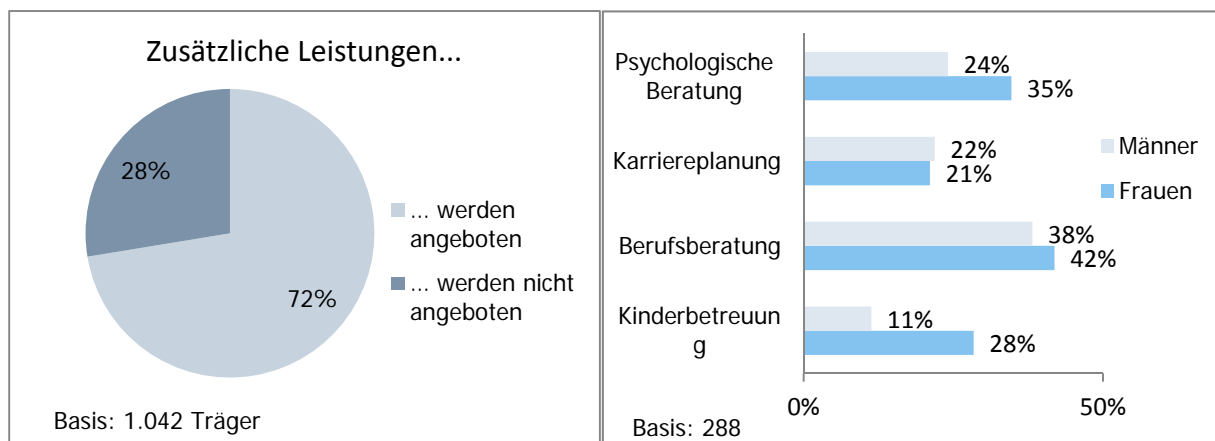 Zusätzliche Leistungen...
28%
72%
... werden
angeboten
... werden nicht
angeboten
Basis: 1.042 Träger
Psychologische
Beratung
24%
35%
Karriereplanung
22%
21%
Berufsberatung
38%
42%
Kinderbetreuun
g
11%
28%
Männer
Frauen
0%
50%
Basis: 288